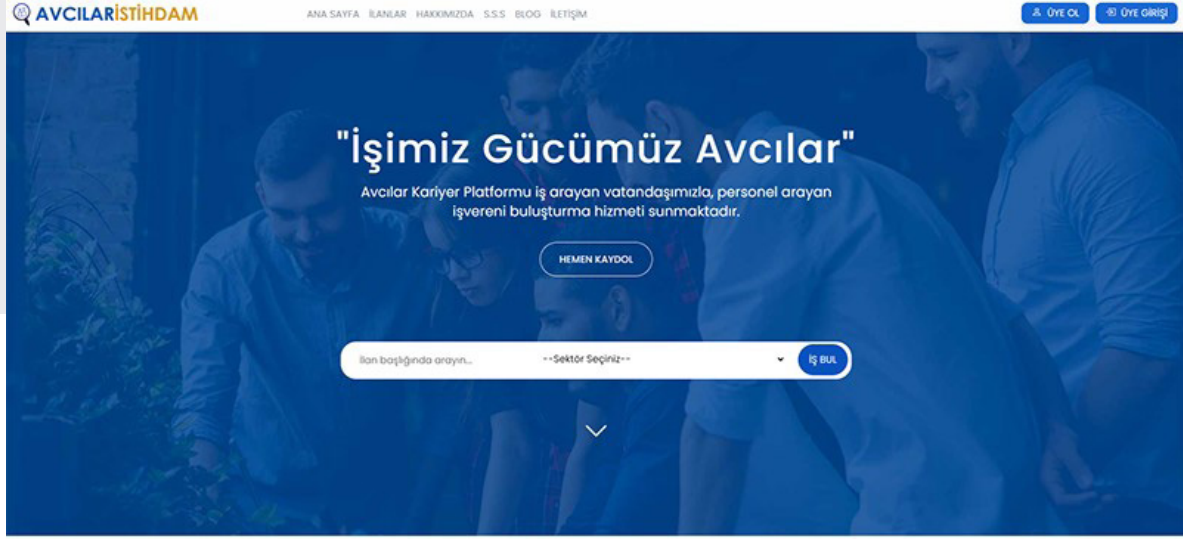 AVCILARİSTİHDAM
ANA SAYFA İLANLAR HAKKIMIZDA S.S.S BLOG İLETİŞİM
ÜYE OL
ÜYE GİRİŞİ
"İşimiz Gücümüz Avcılar"
Avcılar Kariyer Platformu iş arayan vatandaşımızla, personel arayan
işvereni buluşturma hizmeti sunmaktadır.
HEMEN KAYDOL
İlan başlığında arayın...
--Sektör Seçiniz--
İŞ BUL